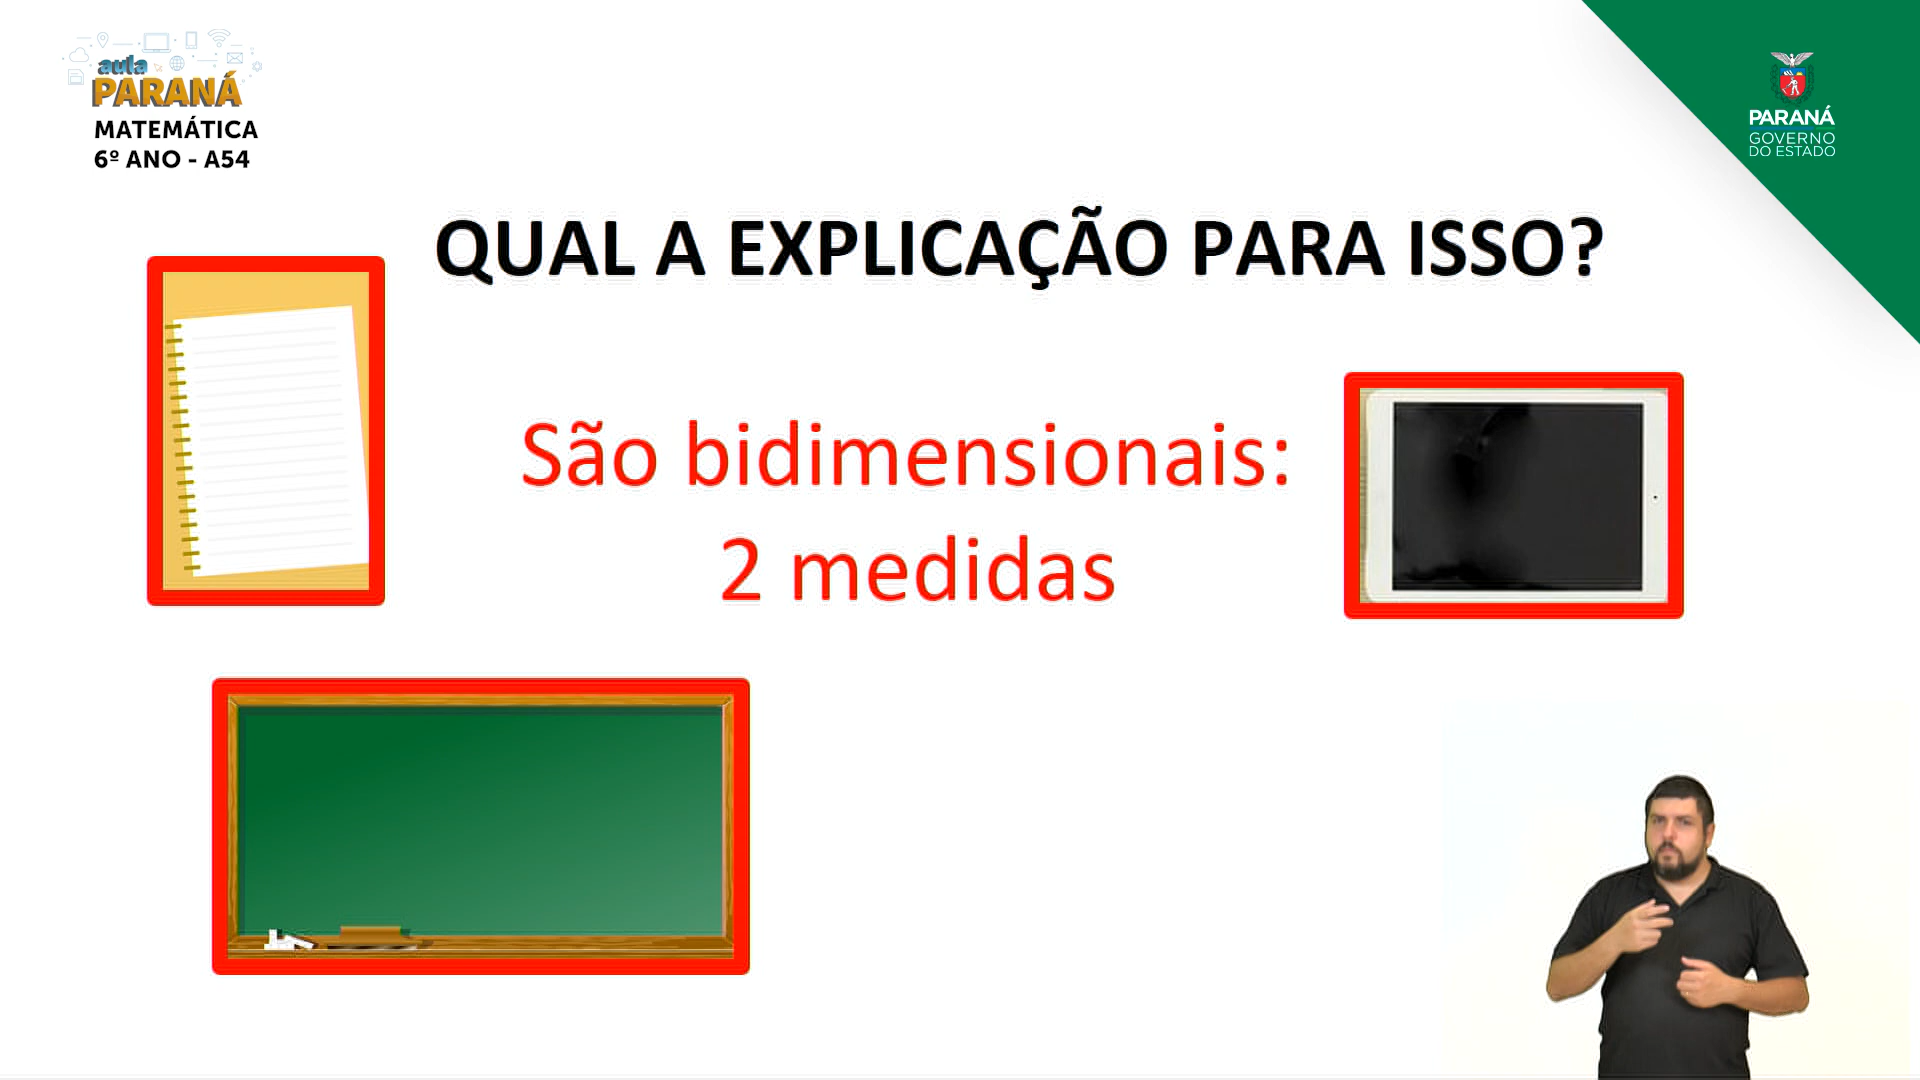 aula
PARANÁ
MATEMÁTICA
6º ANO - A54
PARANÁ
GOVERNO
DO ESTADO
QUAL A EXPLICAÇÃO PARA ISSO?
São bidimensionais:
2 medidas